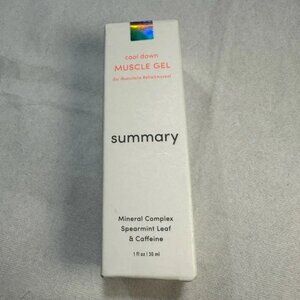 cool down
MUSCLE GEL
summary
Mineral Complex
Spearmint Leaf
& Caffeine
1 fl oz | 30 ml